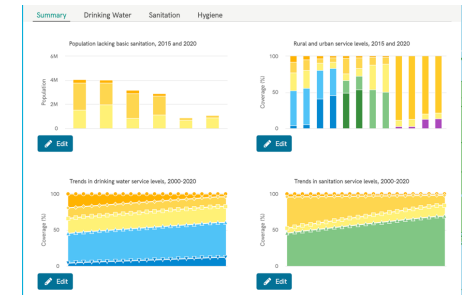 Summary Drinking Water Sanitation Hygiene
Population lacking basic sanitation, 2015 and 2020
6M
4M
2M
0
Population
Edit
Rural and urban service levels, 2015 and 2020
100
50
0
Coverage (%)
Edit
Trends in drinking water service levels, 2000-2020
100
50
0
Coverage (%)
Edit
Trends in sanitation service levels, 2000-2020
100
50
0
Coverage (%)
Edit